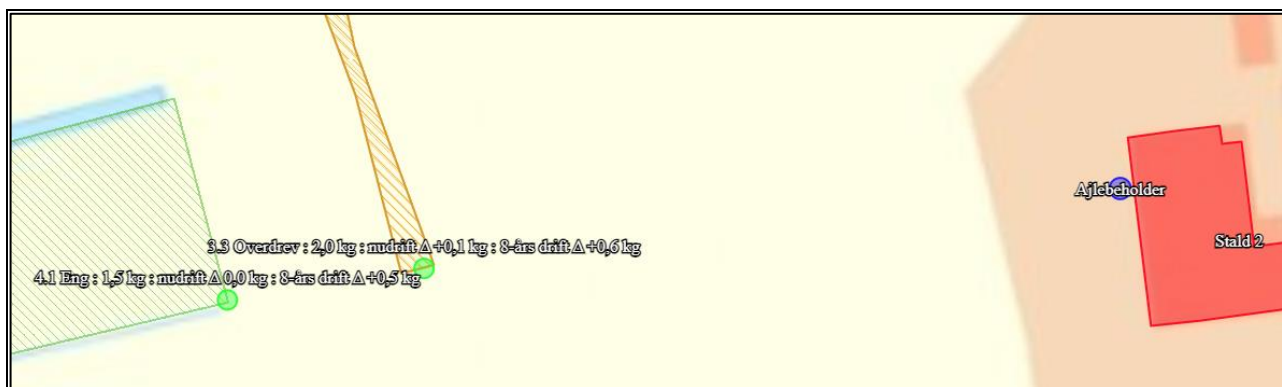 Ajlebeholder
Stald 2
3.3 Overdrev : 2,0 kg : nudrift Δ +0,1 kg : 8-års drift Δ +0,6 kg
4.1 Eng : 1,5 kg : nudrift Δ 0,0 kg : 8-års drift Δ +0,5 kg